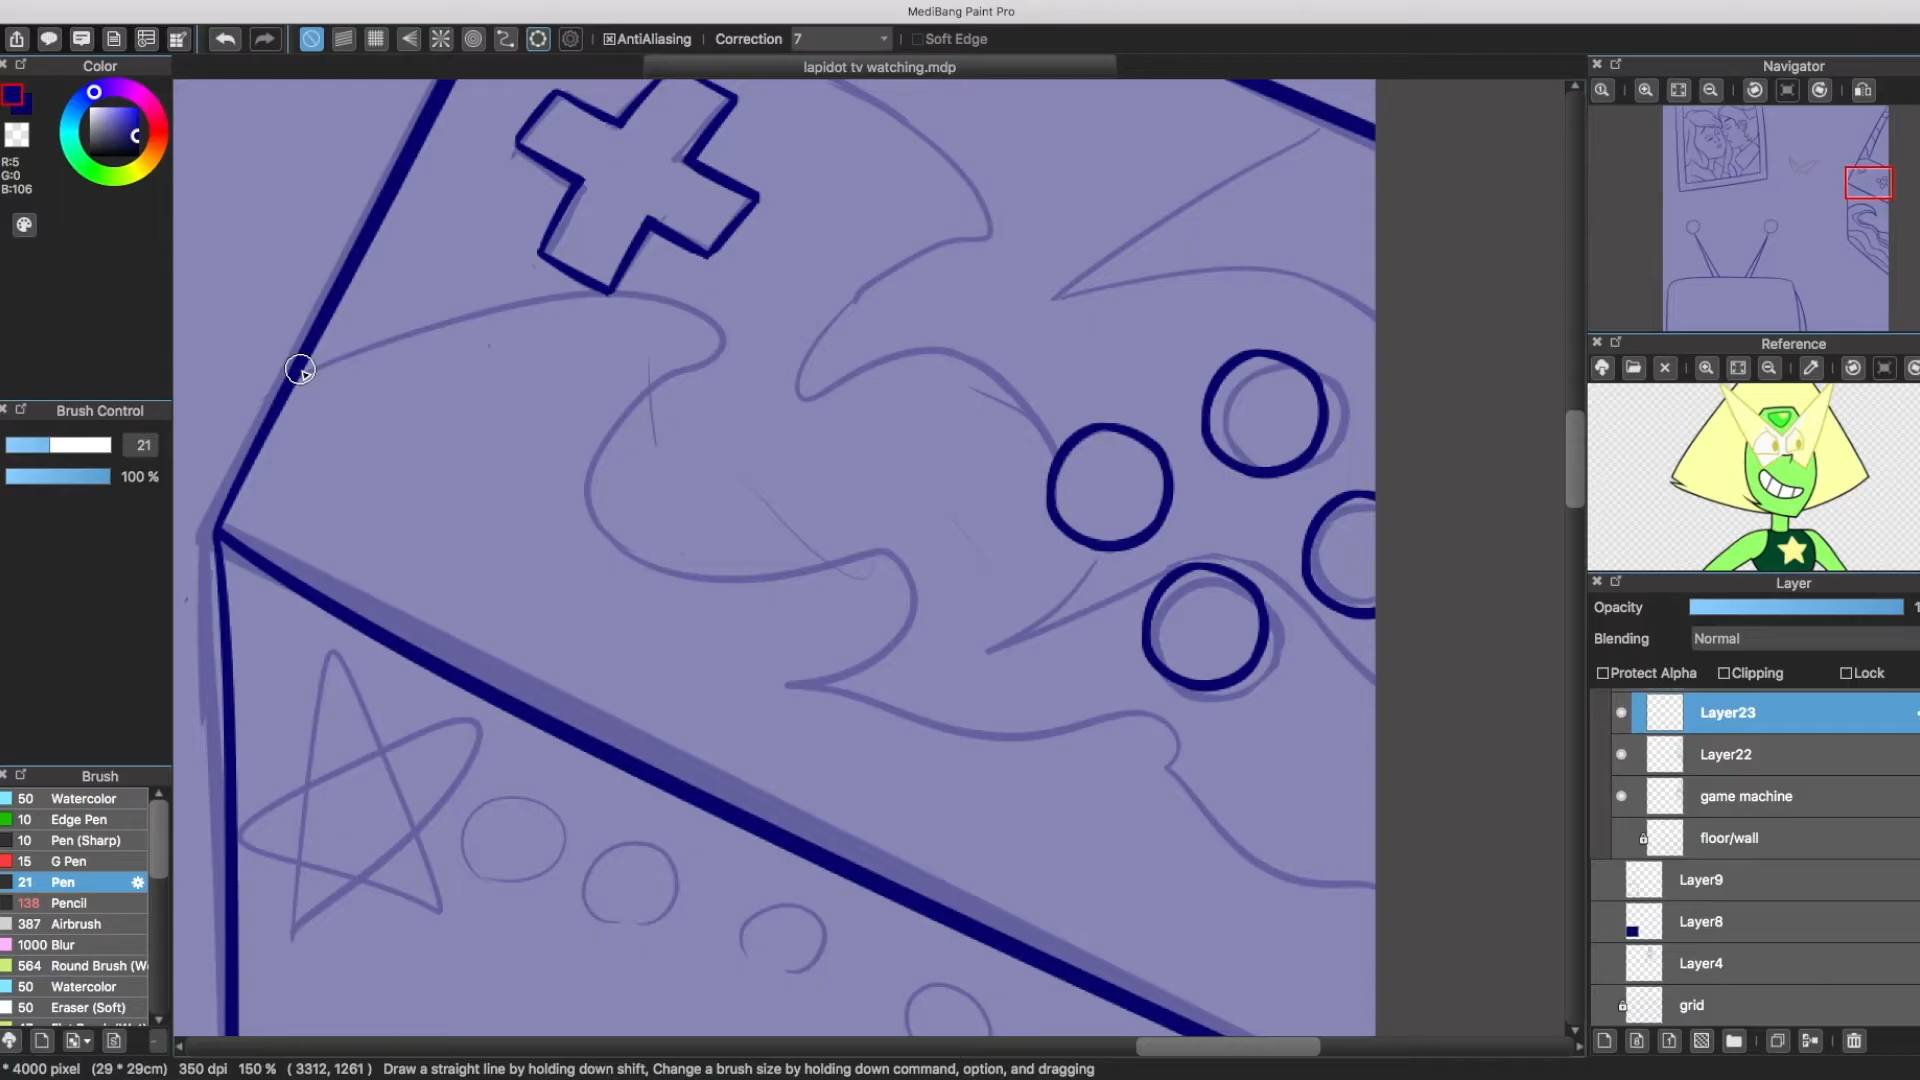 MediBang Paint Pro
AntiAliasing Correction 7 Soft Edge
Color
lapidot tv watching.mdp
Navigator
R:5
G:0
B:106
Reference
Brush Control
21
100 %
Layer
Opacity
Blending Normal
Protect Alpha Clipping Lock
Layer23
Layer22
game machine
floor/wall
Layer9
Layer8
Layer4
grid
Brush
50 Watercolor
10 Edge Pen
10 Pen (Sharp)
15 G Pen
21 Pen
138 Pencil
387 Airbrush
1000 Blur
564 Round Brush (W
50 Watercolor
50 Eraser (Soft)
* 4000 pixel (29 * 29cm) 350 dpi 150 % ( 3312, 1261 ) Draw a straight line by holding down shift, Change a brush size by holding down command, option, and dragging